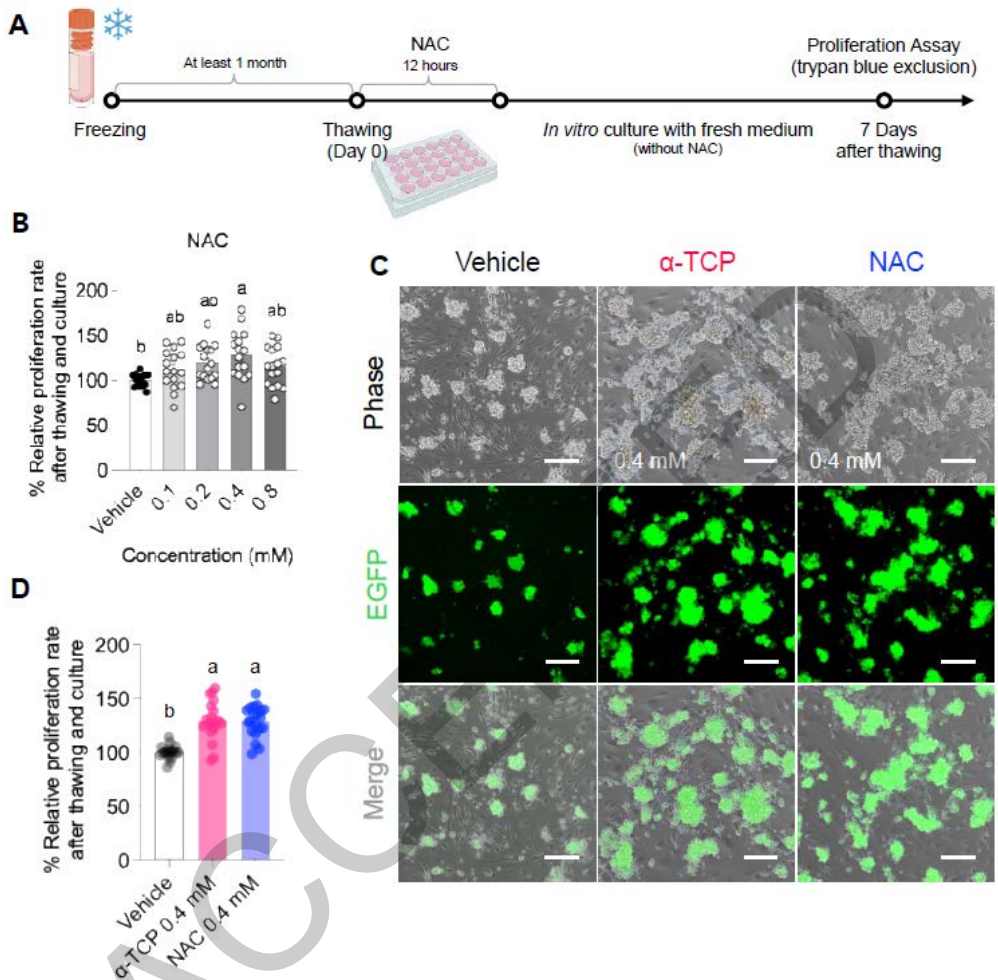 A
At least 1 month
NAC
12 hours
Proliferation Assay
(trypan blue exclusion)
Freezing
Thawing
(Day 0)
In vitro culture with fresh medium
(without NAC)
7 Days
after thawing
B
NAC
% Relative proliferation rate
after thawing and culture
200
150
100
50
0
b
ab
a
ab
Vehicle
0.1
0.2
0.4
0.8
Concentration (mM)
C
Vehicle
α-TCP
NAC
Phase
0.4 mM
0.4 mM
EGFP
Merge
D
% Relative proliferation rate
after thawing and culture
200
150
100
50
0
b
a
a
Vehicle
α-TCP 0.4 mM
NAC 0.4 mM